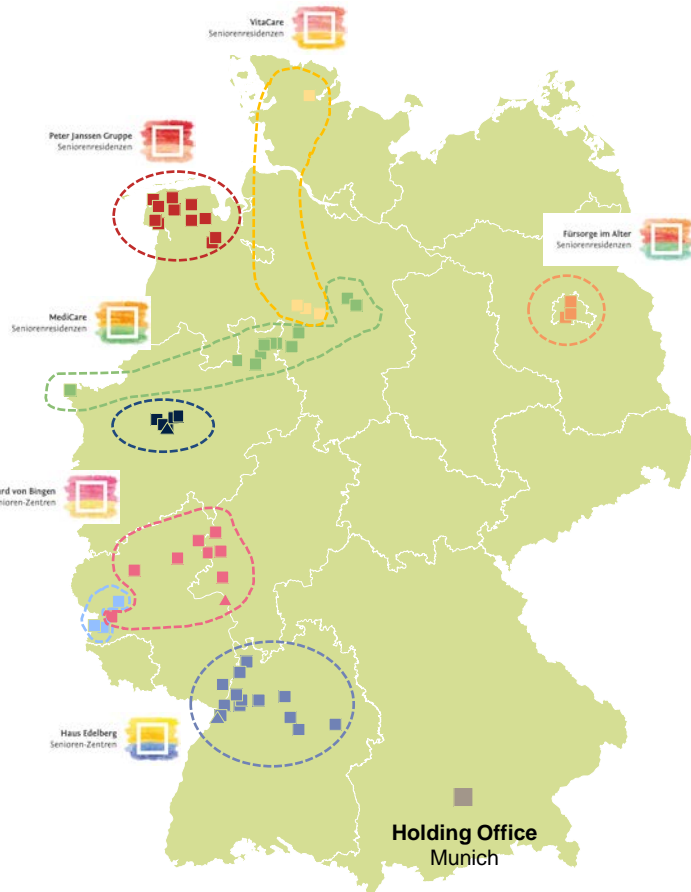 VitaCare
Seniorenresidenzen
Peter Janssen Gruppe
Seniorenresidenzen
Fürsorge im Alter
Seniorenresidenzen
MediCare
Seniorenresidenzen
rd von Bingen
enioren-Zentren
Haus Edelberg
Senioren-Zentren
Holding Office
Munich